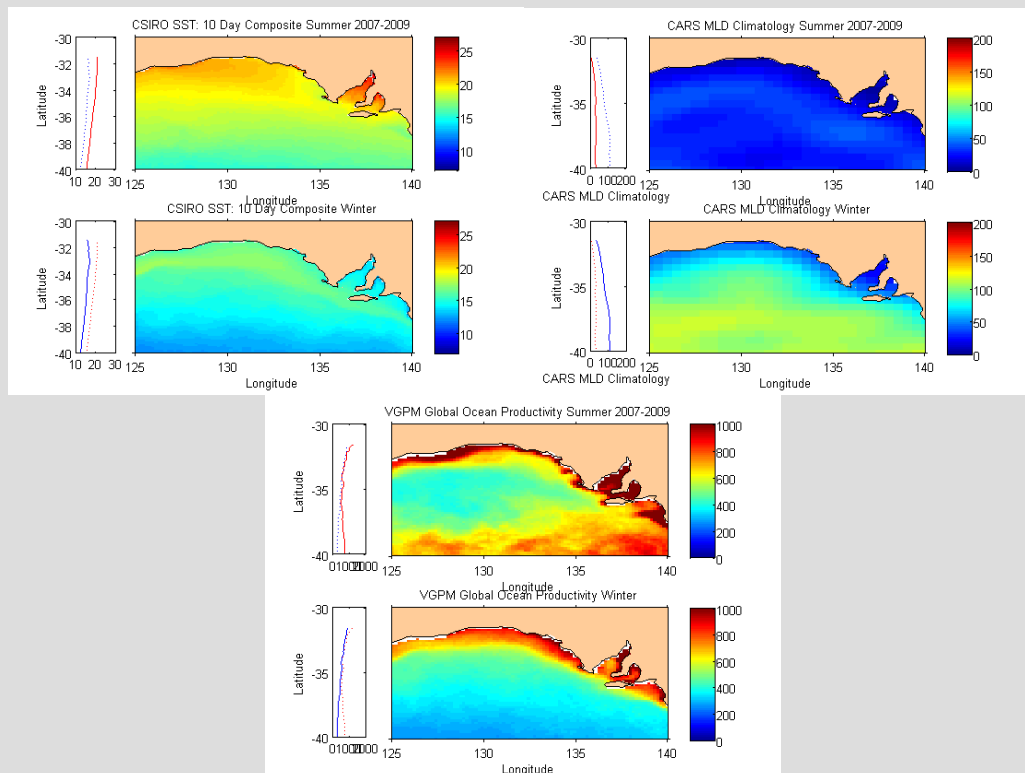 CSIRO SST: 10 Day Composite Summer 2007-2009
-30
-32
-34
-36
-38
-40
Latitude
10 20 30
125 130 135 140
Longitude
25
20
15
10
CSIRO SST: 10 Day Composite Winter
-30
-32
-34
-36
-38
-40
Latitude
10 20 30
125 130 135 140
Longitude
25
20
15
10
CARS MLD Climatology Summer 2007-2009
-30
-35
-40
Latitude
0 100200
CARS MLD Climatology
125 130 135 140
Longitude
200
150
100
50
0
CARS MLD Climatology Winter
-30
-35
-40
Latitude
0 100200
CARS MLD Climatology
125 130 135 140
Longitude
200
150
100
50
0
VGPM Global Ocean Productivity Summer 2007-2009
-30
-35
-40
Latitude
125 130 135 140
Longitude
1000
800
600
400
200
0
VGPM Global Ocean Productivity Winter
-30
-35
-40
Latitude
125 130 135 140
Longitude
1000
800
600
400
200
0